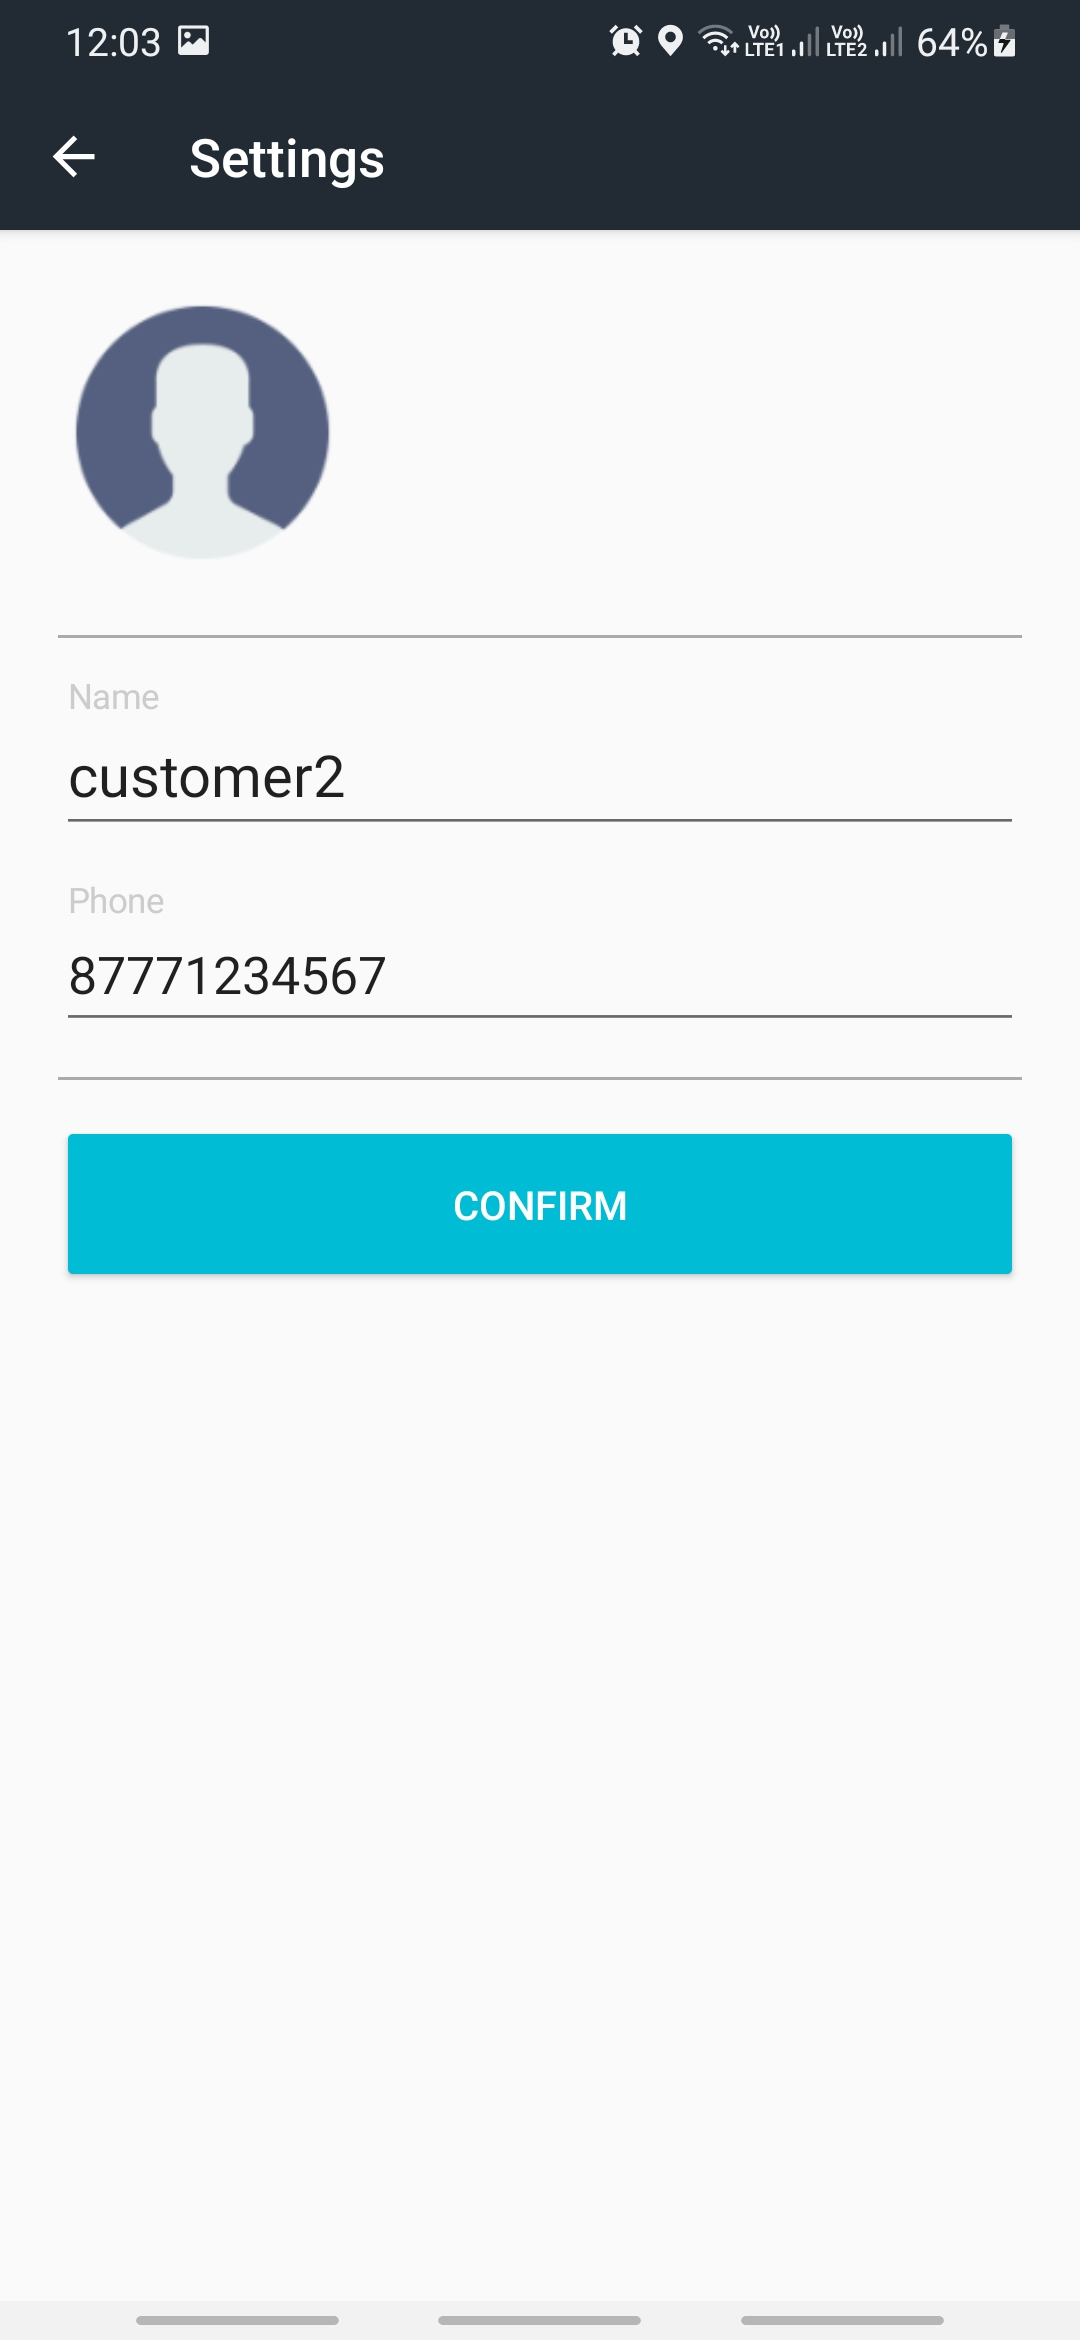 12:03 Vo)) LTE1 Vo)) LTE2 64%
Settings
Name
customer2
Phone
87771234567
CONFIRM